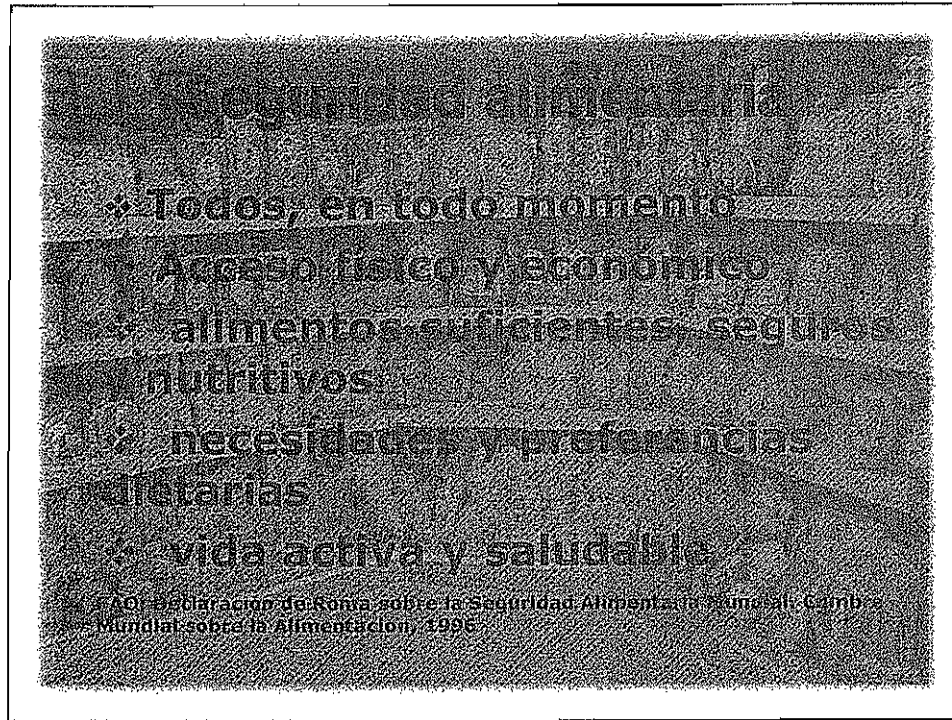 Seguridad alimentaria
❖ Todos, en todo momento
❖ Acceso físico y económico
❖ alimentos suficientes, seguros
nutritivos
❖ necesidades y preferencias
dietarias
❖ vida activa y saludable
FAO: Declaración de Roma sobre la Seguridad Alimentaria Mundial. Cumbre
Mundial sobre la Alimentación, 1996